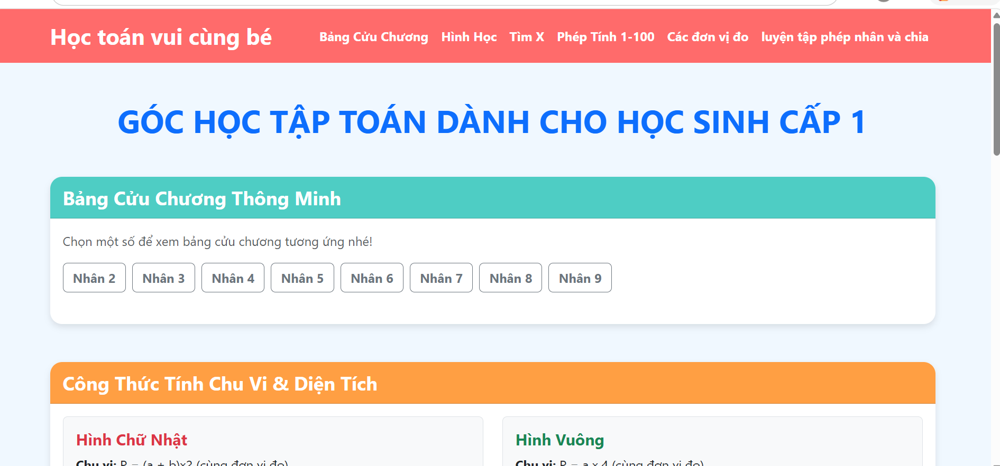 Học toán vui cùng bé
Bảng Cửu Chương Hình Học Tìm X Phép Tính 1-100 Các đơn vị đo luyện tập phép nhân và chia
GÓC HỌC TẬP TOÁN DÀNH CHO HỌC SINH CẤP 1
Bảng Cửu Chương Thông Minh
Chọn một số để xem bảng cửu chương tương ứng nhé!
Nhân 2 Nhân 3 Nhân 4 Nhân 5 Nhân 6 Nhân 7 Nhân 8 Nhân 9
Công Thức Tính Chu Vi & Diện Tích
Hình Chữ Nhật
Chu vi: P = (a + b)x2 (cùng đơn vị đo)
Hình Vuông
Chu vi: P = a x 4 (cùng đơn vị đo)